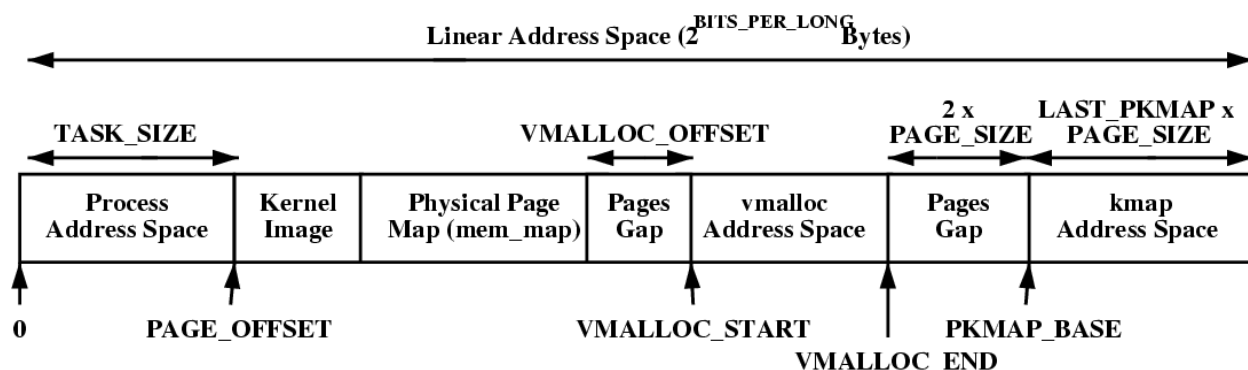 Linear Address Space (2^BITS_PER_LONG Bytes)
TASK_SIZE
VMALLOC_OFFSET
2 x
PAGE_SIZE
LAST_PKMAP x
PAGE_SIZE
Process
Address Space
Kernel
Image
Physical Page
Map (mem_map)
Pages
Gap
vmalloc
Address Space
Pages
Gap
kmap
Address Space
0
PAGE_OFFSET
VMALLOC_START
VMALLOC_END
PKMAP_BASE